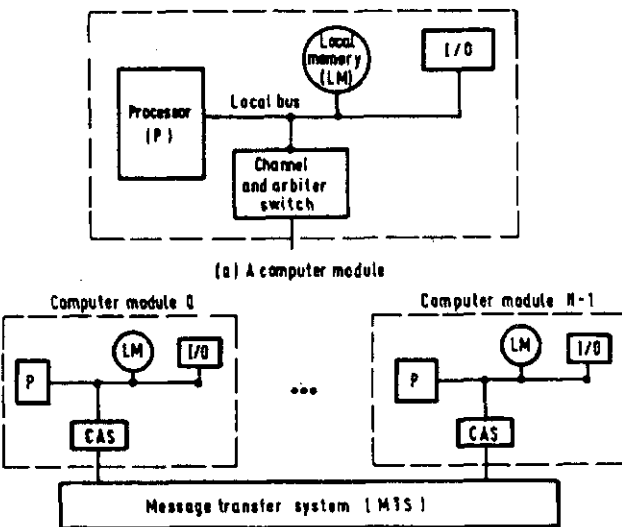 Local memory (LM)
I/O
Processor (P)
Local bus
Channel and arbiter switch
(a) A computer module
Computer module 0
Computer module N-1
LM
I/O
P
CAS
...
LM
I/O
P
CAS
Message transfer system (MTS)